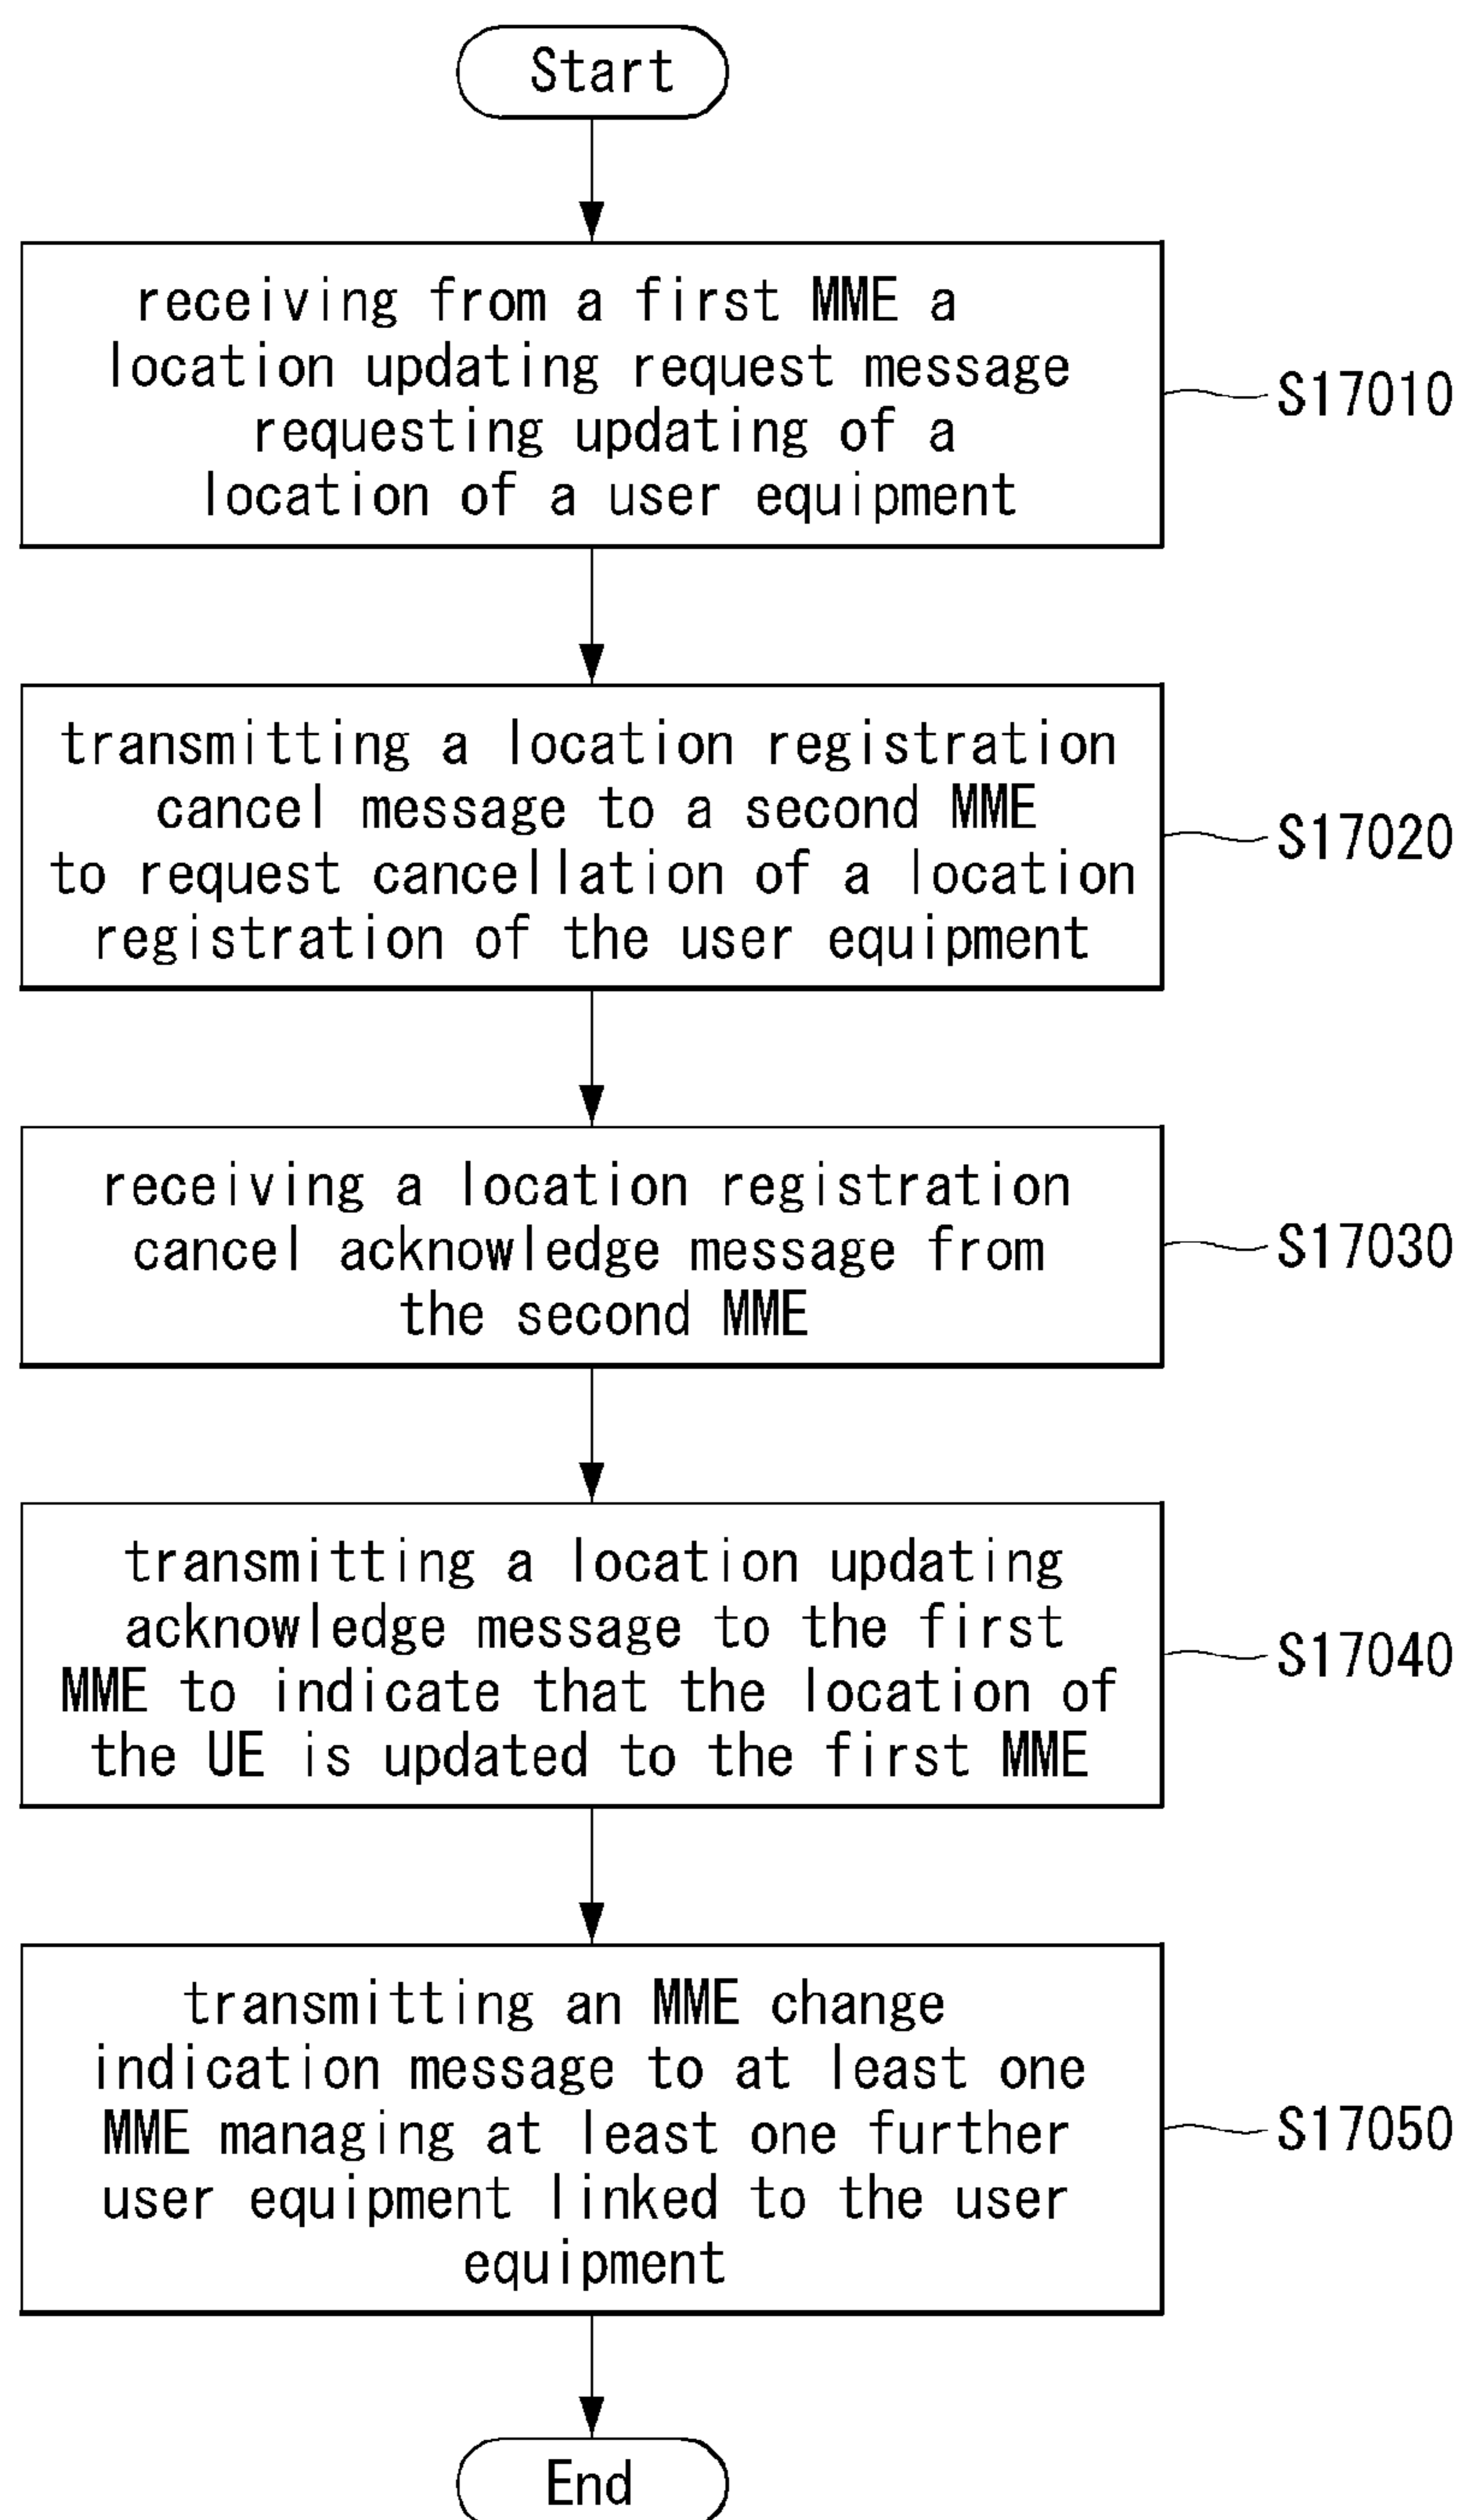 Start
receiving from a first MME a
location updating request message
requesting updating of a
location of a user equipment
S17010
transmitting a location registration
cancel message to a second MME
to request cancellation of a location
registration of the user equipment
S17020
receiving a location registration
cancel acknowledge message from
the second MME
S17030
transmitting a location updating
acknowledge message to the first
MME to indicate that the location of
the UE is updated to the first MME
S17040
transmitting an MME change
indication message to at least one
MME managing at least one further
user equipment linked to the user
equipment
S17050
End